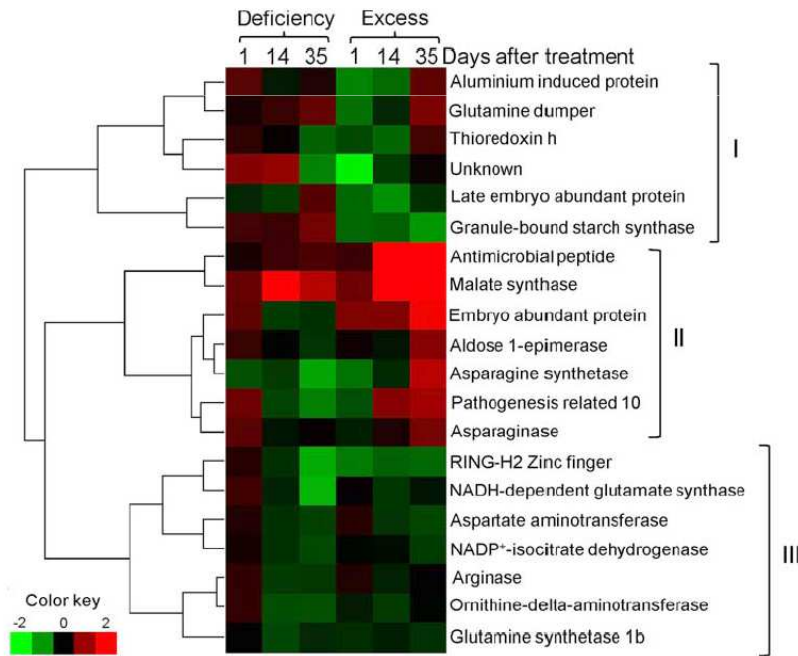 Deficiency Excess
1 14 35 1 14 35 Days after treatment
Aluminium induced protein
Glutamine dumper
Thioredoxin h
Unknown
Late embryo abundant protein
Granule-bound starch synthase
I
Antimicrobial peptide
Malate synthase
Embryo abundant protein
Aldose 1-epimerase
Asparagine synthetase
Pathogenesis related 10
Asparaginase
II
RING-H2 Zinc finger
NADH-dependent glutamate synthase
Aspartate aminotransferase
NADP⁺-isocitrate dehydrogenase
Arginase
Ornithine-delta-aminotransferase
Glutamine synthetase 1b
III
Color key
-2 0 2